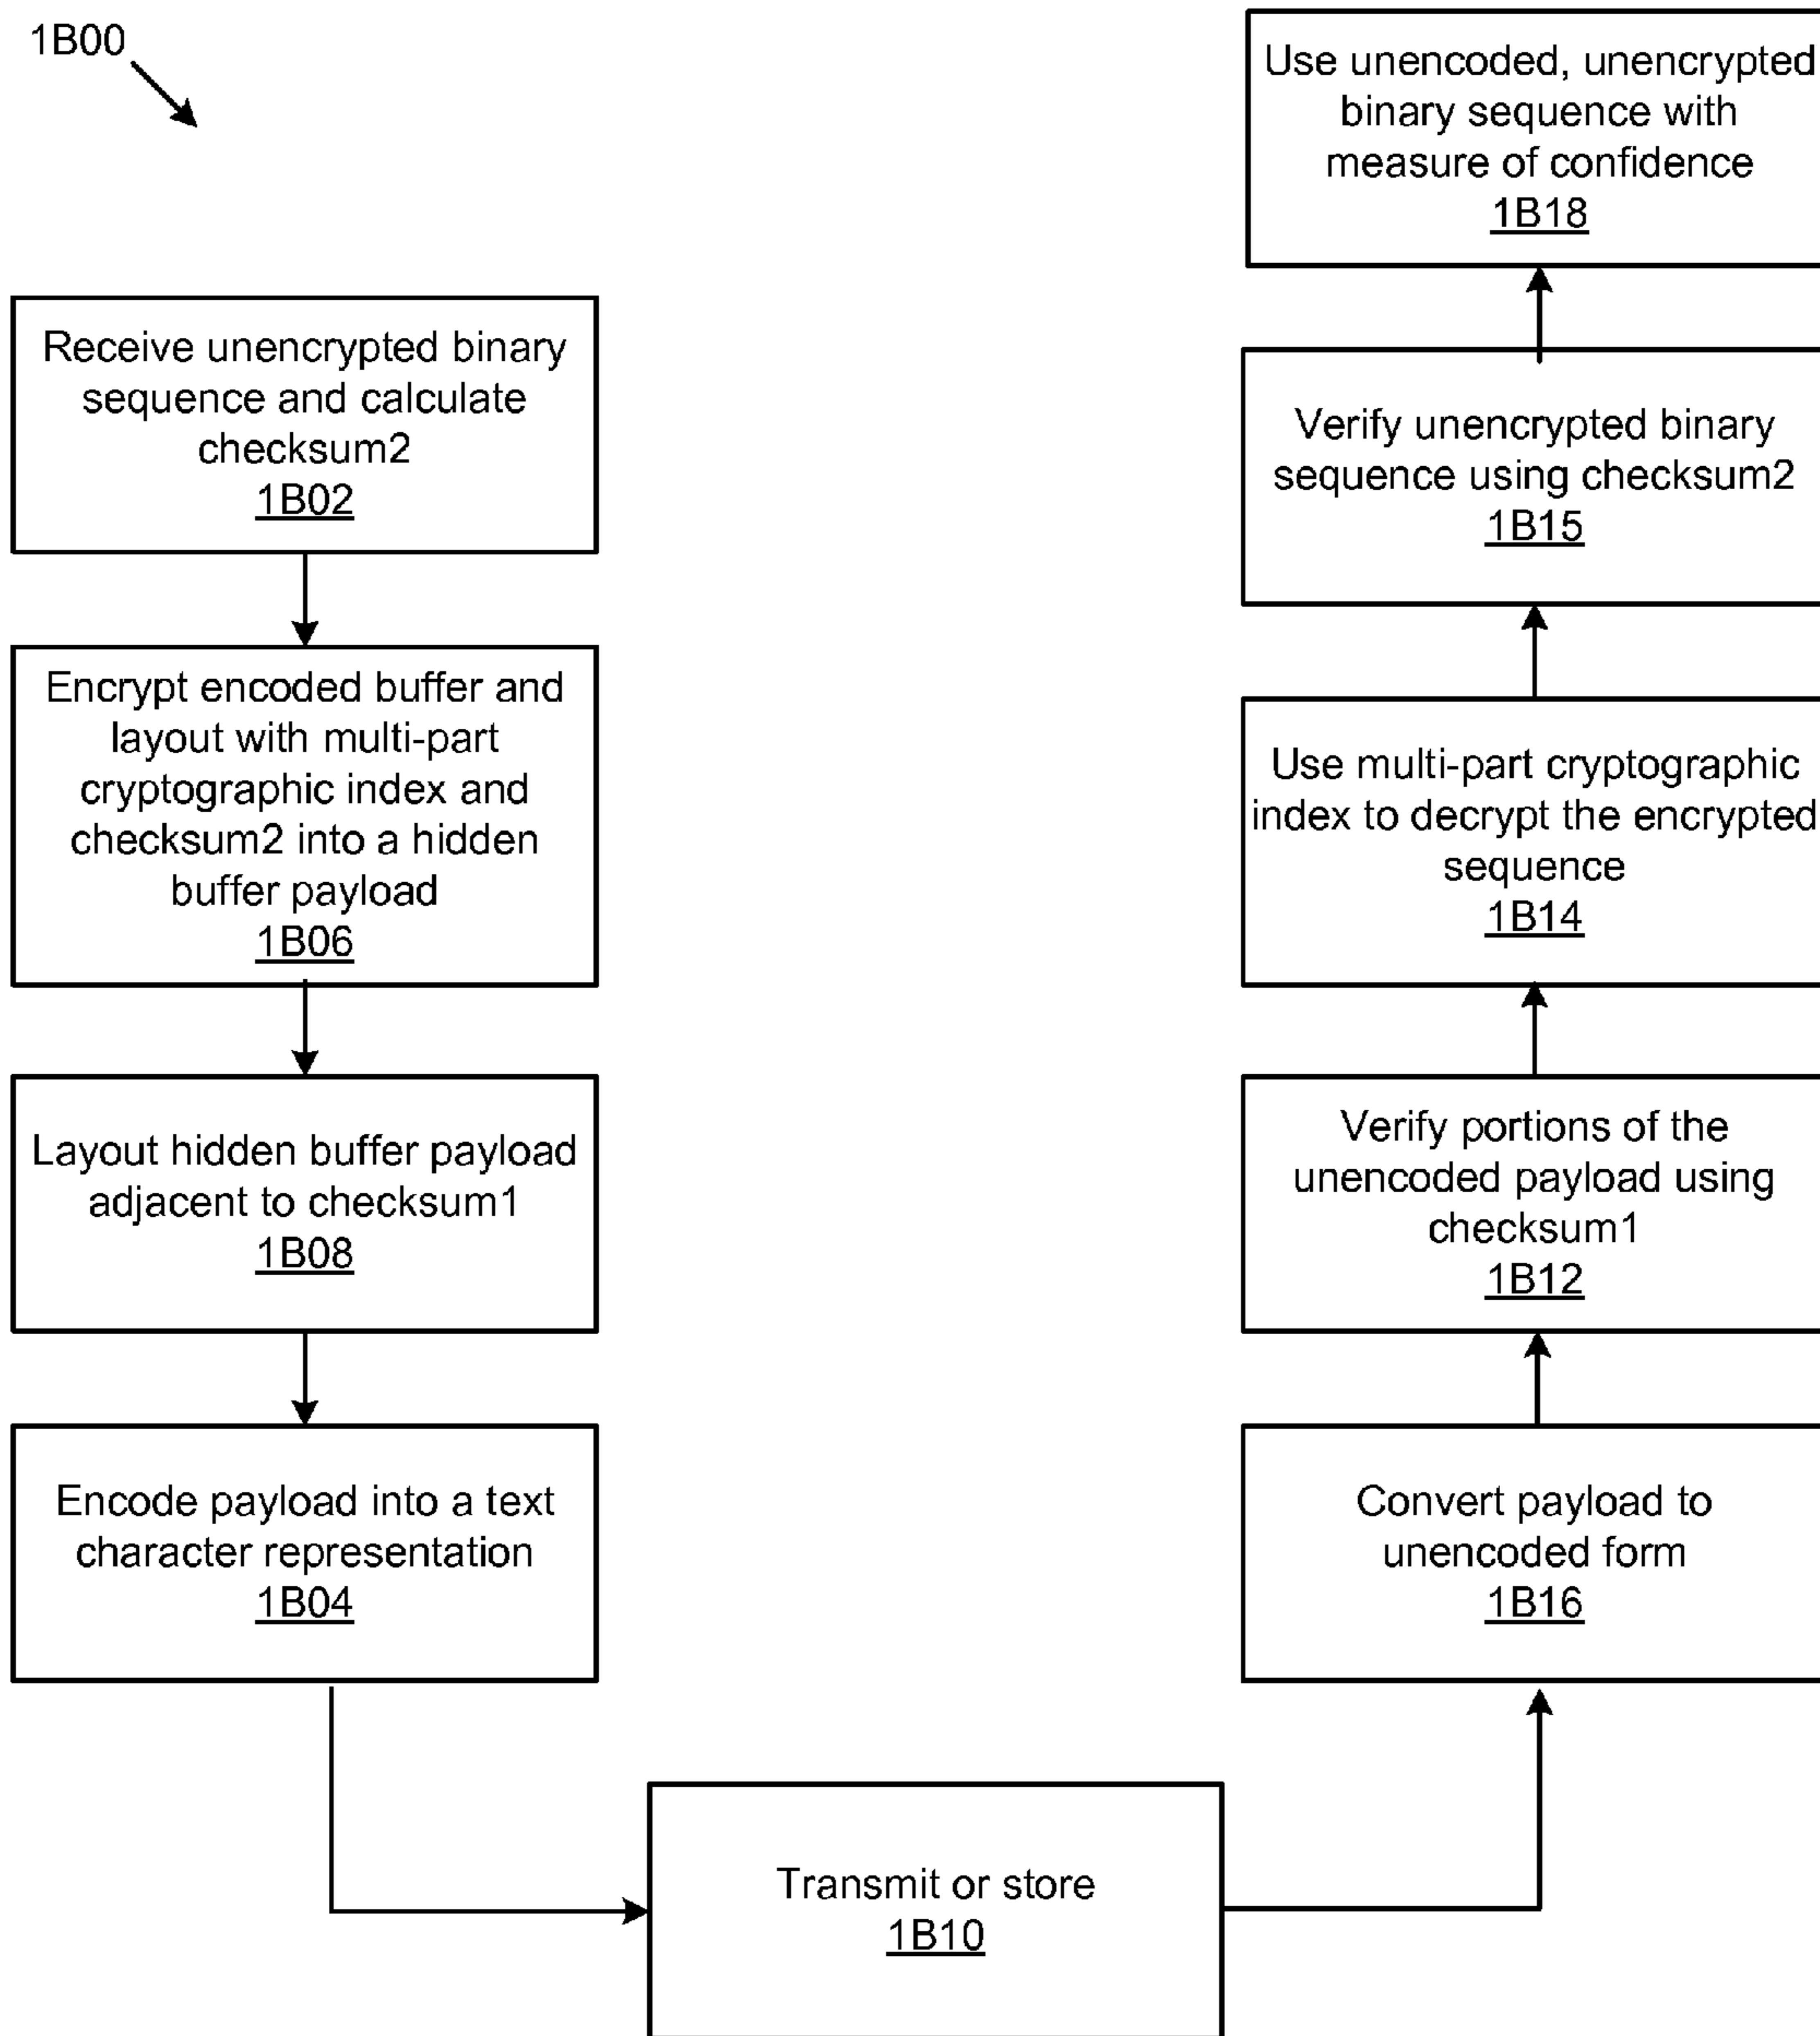 1B00
Receive unencrypted binary
sequence and calculate
checksum2
1B02
Encrypt encoded buffer and
layout with multi-part
cryptographic index and
checksum2 into a hidden
buffer payload
1B06
Layout hidden buffer payload
adjacent to checksum1
1B08
Encode payload into a text
character representation
1B04
Transmit or store
1B10
Convert payload to
unencoded form
1B16
Verify portions of the
unencoded payload using
checksum1
1B12
Use multi-part cryptographic
index to decrypt the encrypted
sequence
1B14
Verify unencrypted binary
sequence using checksum2
1B15
Use unencoded, unencrypted
binary sequence with
measure of confidence
1B18